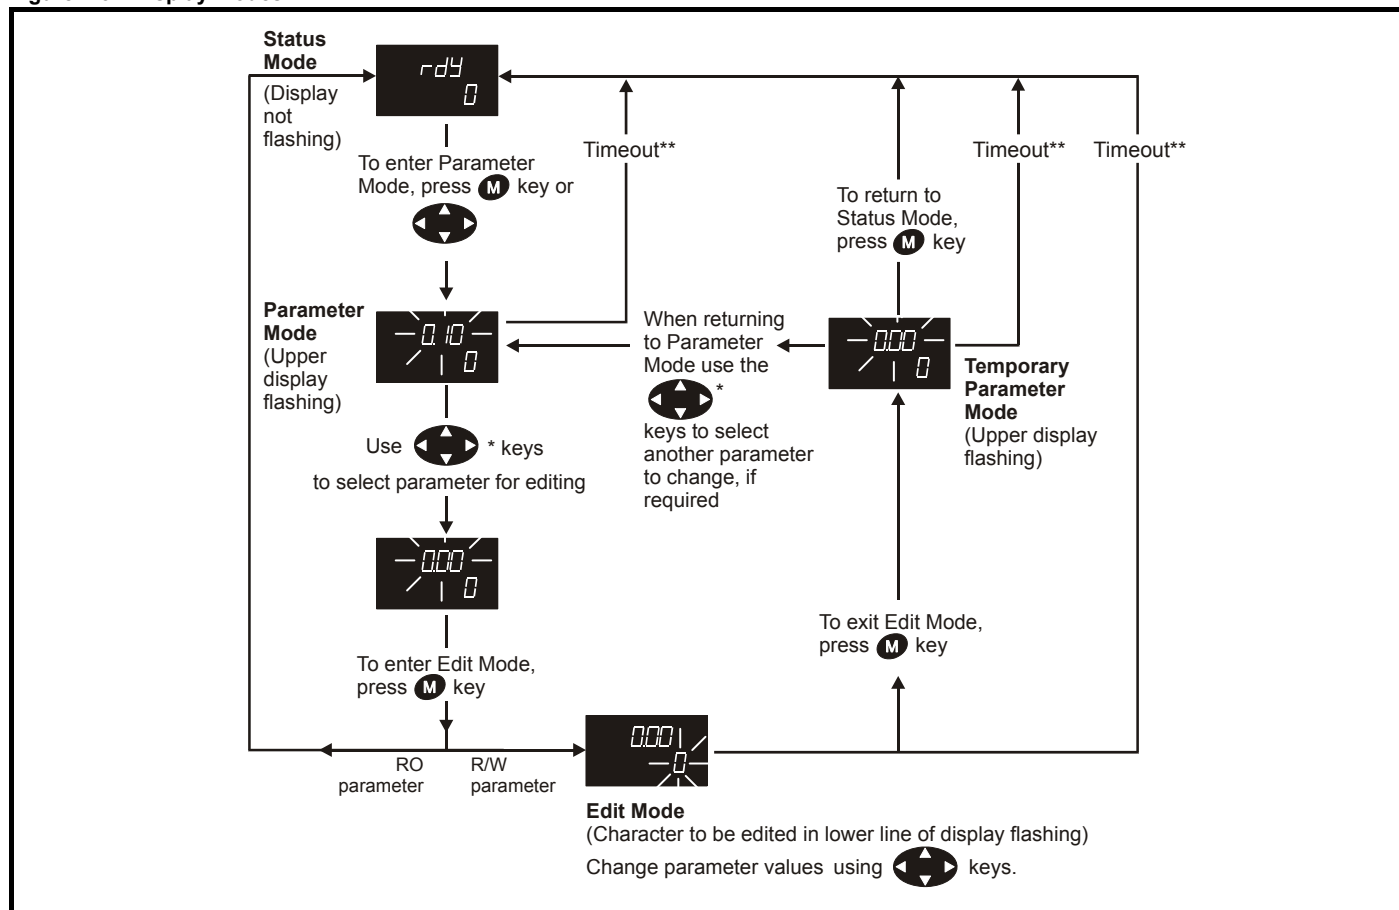 Status
Mode
(Display
not
flashing)
rdY
0
To enter Parameter
Mode, press M key or
Timeout**
Timeout**
Timeout**
To return to
Status Mode,
press M key
Parameter
Mode
(Upper
display
flashing)
0.10
0
When returning
to Parameter
Mode use the
*
keys to select
another parameter
to change, if
required
0.00
0
Temporary
Parameter
Mode
(Upper display
flashing)
Use * keys
to select parameter for editing
0.00
0
To exit Edit Mode,
press M key
To enter Edit Mode,
press M key
RO
parameter
R/W
parameter
0.00
0
Edit Mode
(Character to be edited in lower line of display flashing)
Change parameter values using keys.